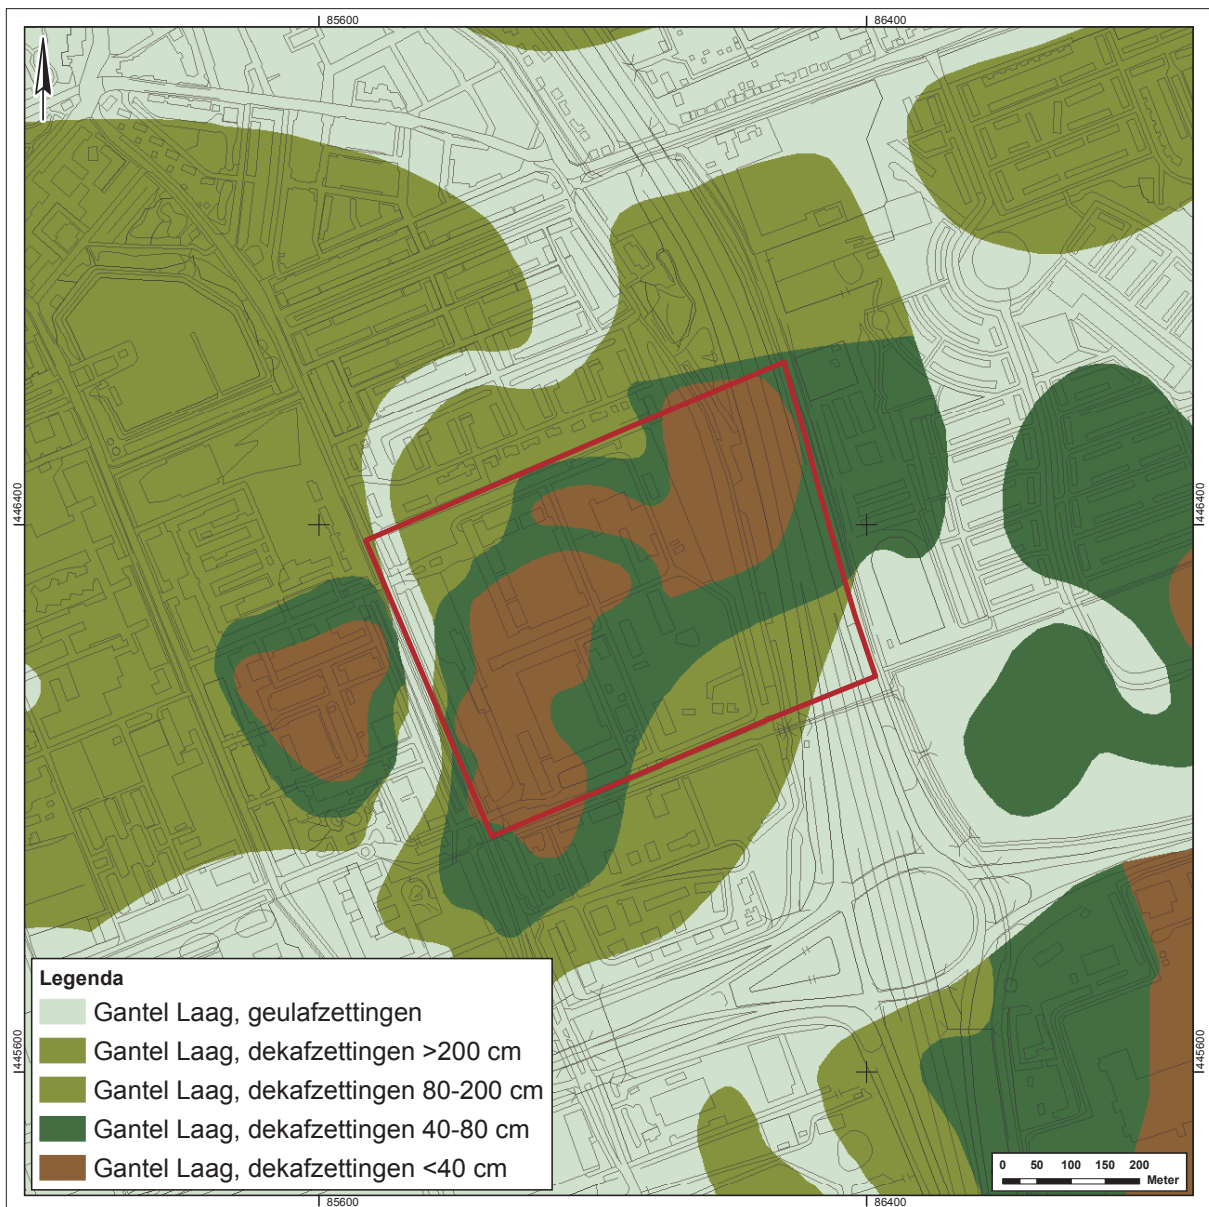 85600
86400
446400
446400
445600
445600
Legenda
Gantel Laag, geulafzettingen
Gantel Laag, dekafzettingen >200 cm
Gantel Laag, dekafzettingen 80-200 cm
Gantel Laag, dekafzettingen 40-80 cm
Gantel Laag, dekafzettingen <40 cm
0 50 100 150 200
Meter
85600
86400